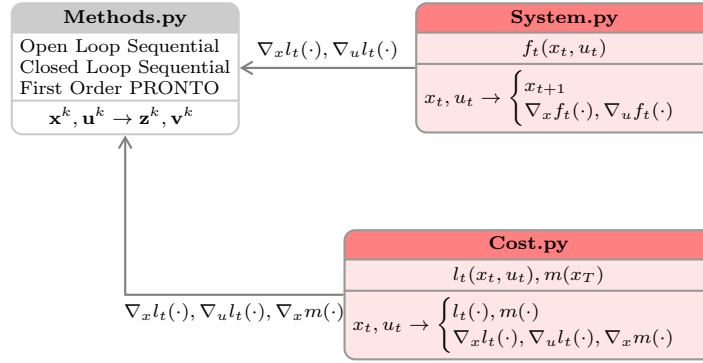 Methods.py
Open Loop Sequential
Closed Loop Sequential
First Order PRONTO
𝐱^k, 𝐮^k → 𝐳^k, 𝐯^k
∇_x l_t(·), ∇_u l_t(·)
System.py
f_t(x_t, u_t)
x_t, u_t → { x_{t+1}
∇_x f_t(·), ∇_u f_t(·)
∇_x l_t(·), ∇_u l_t(·), ∇_x m(·)
Cost.py
l_t(x_t, u_t), m(x_T)
x_t, u_t → { l_t(·), m(·)
∇_x l_t(·), ∇_u l_t(·), ∇_x m(·)